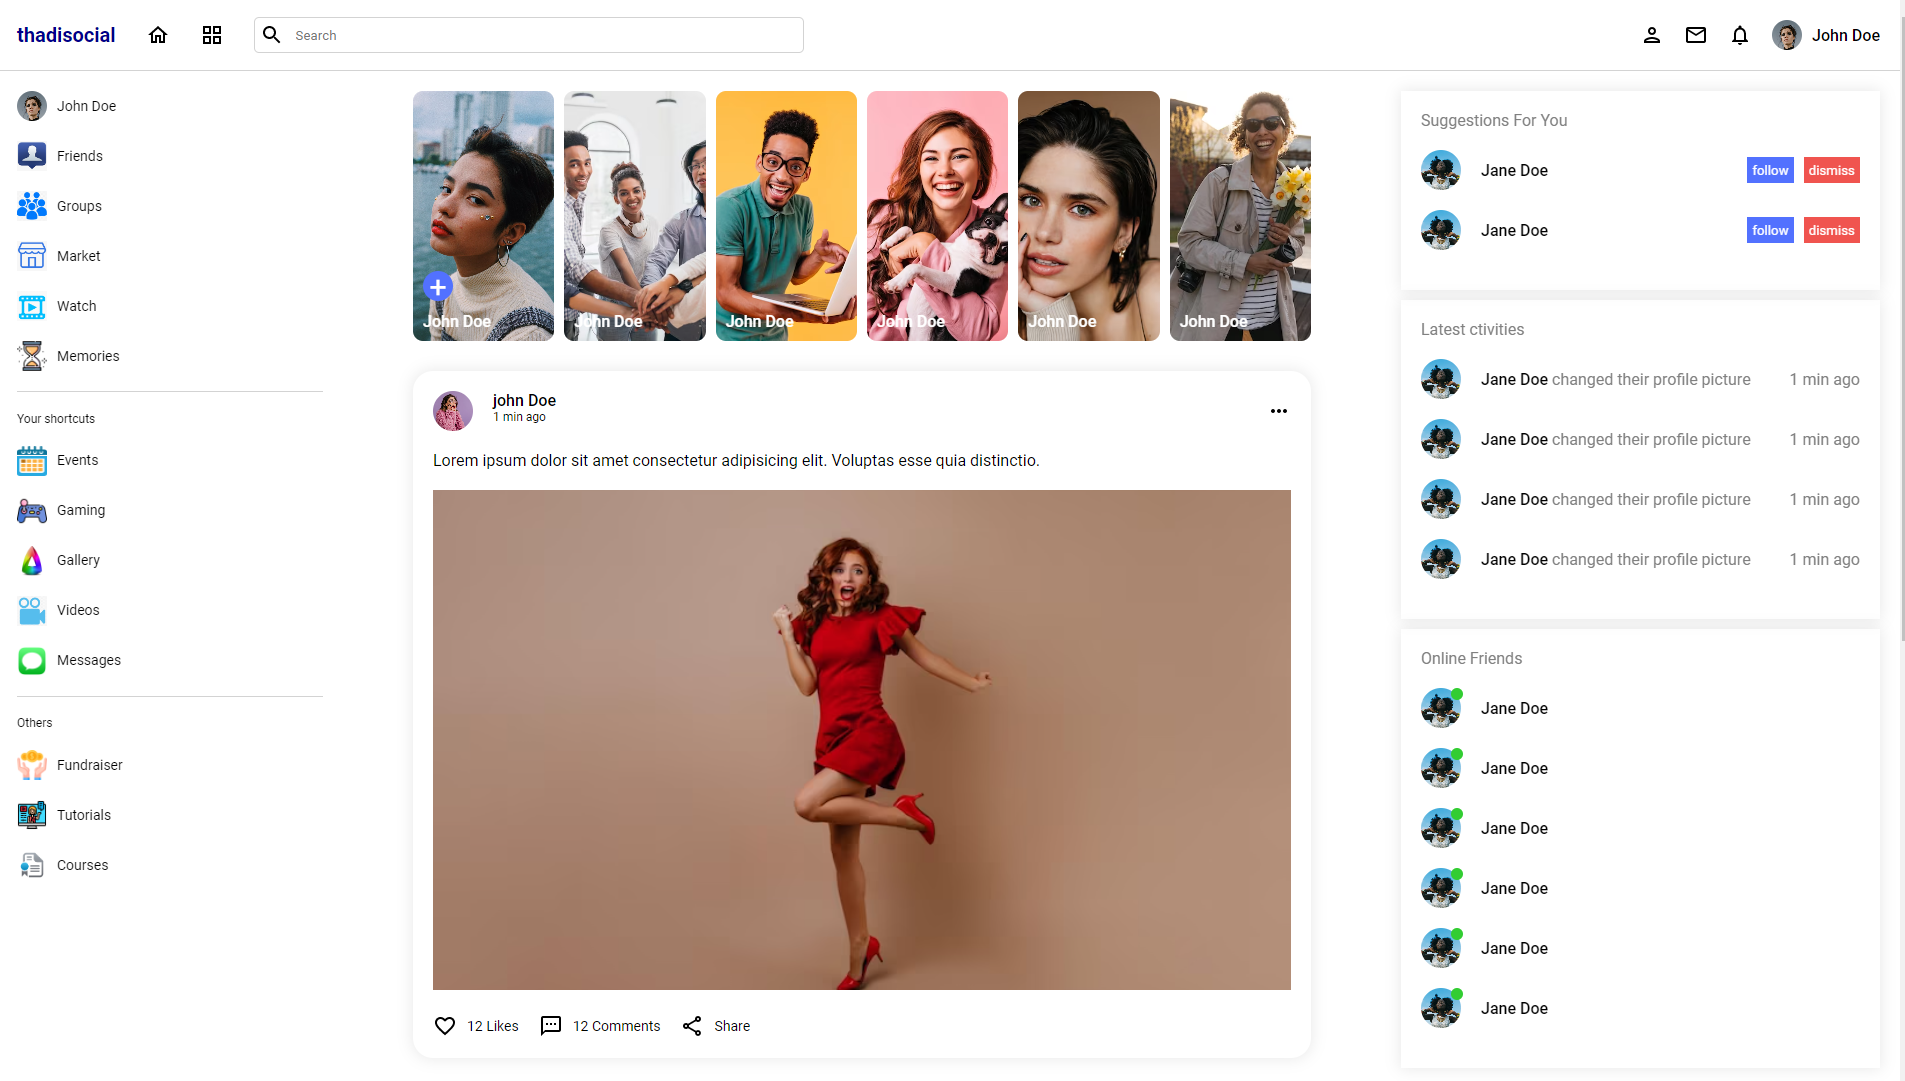 thadisocial
Search
John Doe
John Doe
Friends
Groups
Market
Watch
Memories
Your shortcuts
Events
Gaming
Gallery
Videos
Messages
Others
Fundraiser
Tutorials
Courses
John Doe
John Doe
John Doe
John Doe
John Doe
John Doe
john Doe
1 min ago
Lorem ipsum dolor sit amet consectetur adipisicing elit. Voluptas esse quia distinctio.
12 Likes
12 Comments
Share
Suggestions For You
Jane Doe follow dismiss
Jane Doe follow dismiss
Latest ctivities
Jane Doe changed their profile picture 1 min ago
Jane Doe changed their profile picture 1 min ago
Jane Doe changed their profile picture 1 min ago
Jane Doe changed their profile picture 1 min ago
Online Friends
Jane Doe
Jane Doe
Jane Doe
Jane Doe
Jane Doe
Jane Doe